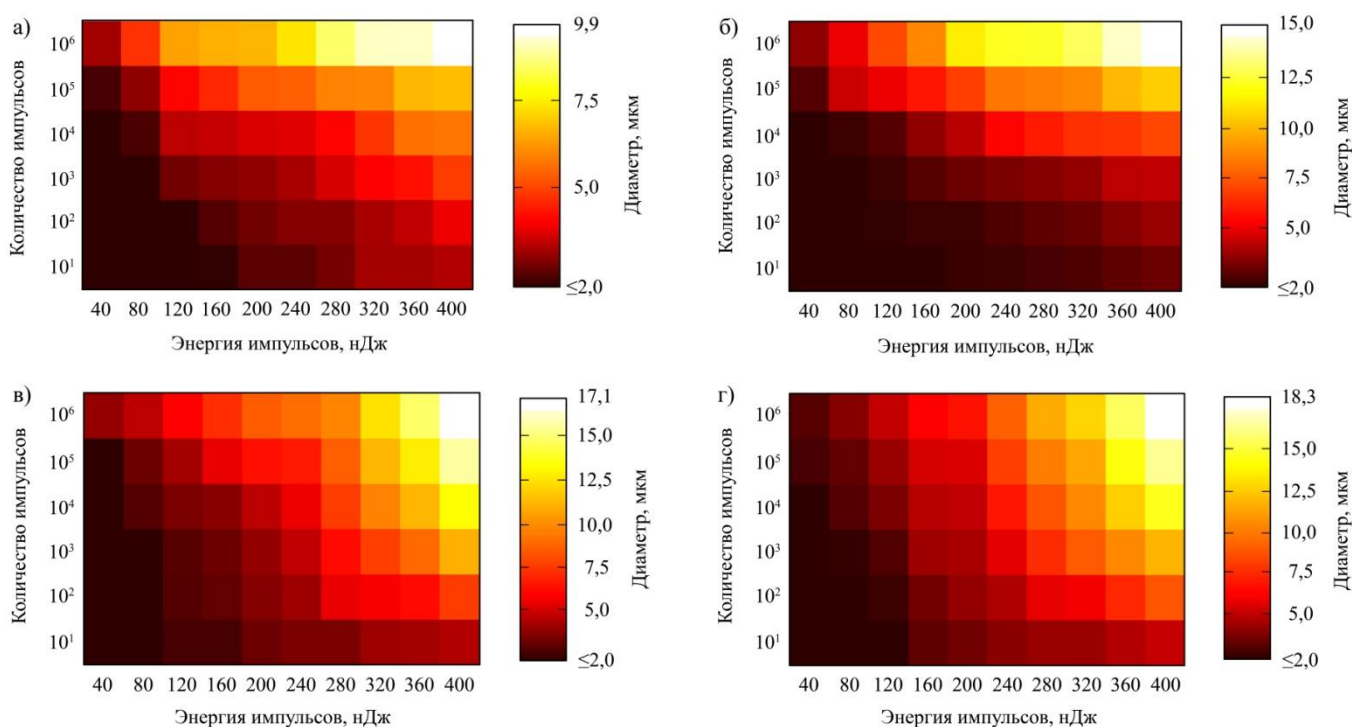 а)
Количество импульсов
10⁶
10⁵
10⁴
10³
10²
10¹
40 80 120 160 200 240 280 320 360 400
Энергия импульсов, нДж
9,9
7,5
5,0
≤2,0
Диаметр, мкм
б)
Количество импульсов
10⁶
10⁵
10⁴
10³
10²
10¹
40 80 120 160 200 240 280 320 360 400
Энергия импульсов, нДж
15,0
12,5
10,0
7,5
5,0
≤2,0
Диаметр, мкм
в)
Количество импульсов
10⁶
10⁵
10⁴
10³
10²
10¹
40 80 120 160 200 240 280 320 360 400
Энергия импульсов, нДж
17,1
15,0
12,5
10,0
7,5
5,0
≤2,0
Диаметр, мкм
г)
Количество импульсов
10⁶
10⁵
10⁴
10³
10²
10¹
40 80 120 160 200 240 280 320 360 400
Энергия импульсов, нДж
18,3
15,0
12,5
10,0
7,5
5,0
≤2,0
Диаметр, мкм